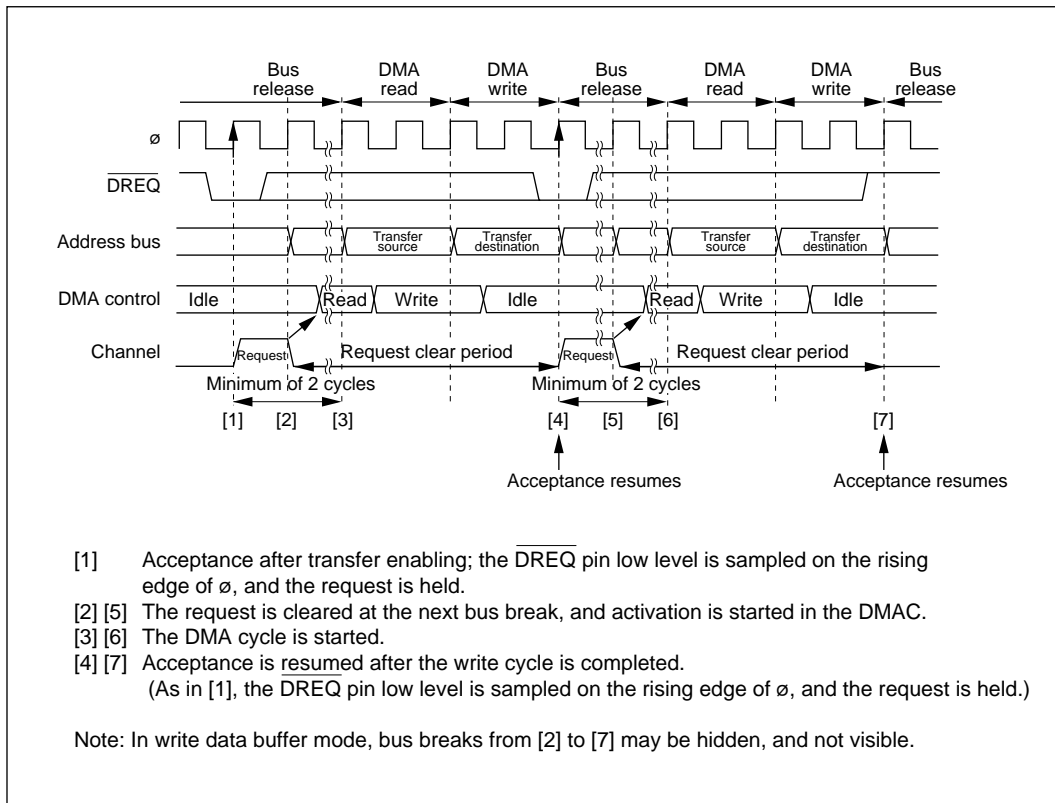 Bus release
DMA read
DMA write
Bus release
DMA read
DMA write
Bus release
ø
DREQ
Address bus
Transfer source
Transfer destination
Transfer source
Transfer destination
DMA control
Idle
Read
Write
Idle
Read
Write
Idle
Channel
Request
Request clear period
Request
Request clear period
Minimum of 2 cycles
Minimum of 2 cycles
[1]
[2]
[3]
[4]
[5]
[6]
[7]
Acceptance resumes
Acceptance resumes
[1] Acceptance after transfer enabling; the DREQ pin low level is sampled on the rising
edge of ø, and the request is held.
[2] [5] The request is cleared at the next bus break, and activation is started in the DMAC.
[3] [6] The DMA cycle is started.
[4] [7] Acceptance is resumed after the write cycle is completed.
(As in [1], the DREQ pin low level is sampled on the rising edge of ø, and the request is held.)
Note: In write data buffer mode, bus breaks from [2] to [7] may be hidden, and not visible.